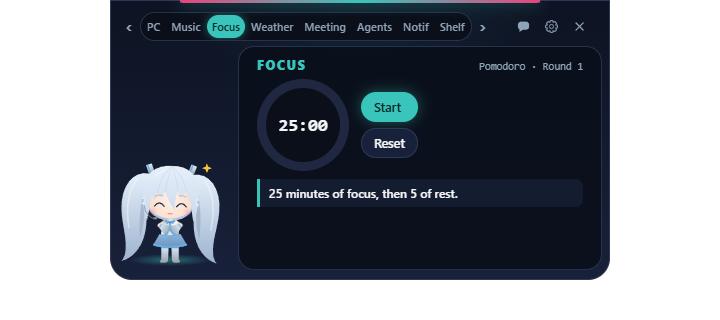 ‹ PC Music Focus Weather Meeting Agents Notif Shelf ›
FOCUS
Pomodoro · Round 1
25:00
Start
Reset
25 minutes of focus, then 5 of rest.